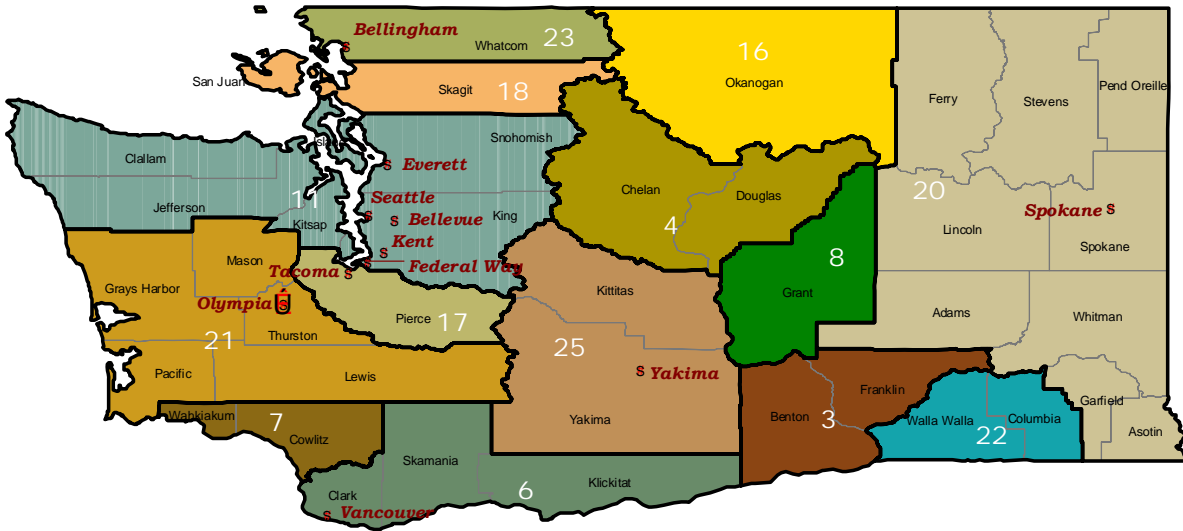 Bellingham
Whatcom
23
San Juan
Skagit
18
16
Okanogan
Ferry
Stevens
Pend Oreille
Clallam
Snohomish
Everett
Jefferson
11
Kitsap
Seattle
Bellevue
King
Kent
Federal Way
Tacoma
Chelan
Douglas
4
20
Lincoln
Spokane
Spokane
8
Grant
Mason
Grays Harbor
Olympia
Thurston
21
Pierce
17
Kittitas
25
Yakima
Yakima
Adams
Whitman
Pacific
Lewis
Wahkiakum
7
Cowlitz
Skamania
Clark
Vancouver
6
Klickitat
Benton
Franklin
3
Walla Walla
Columbia
22
Garfield
Asotin